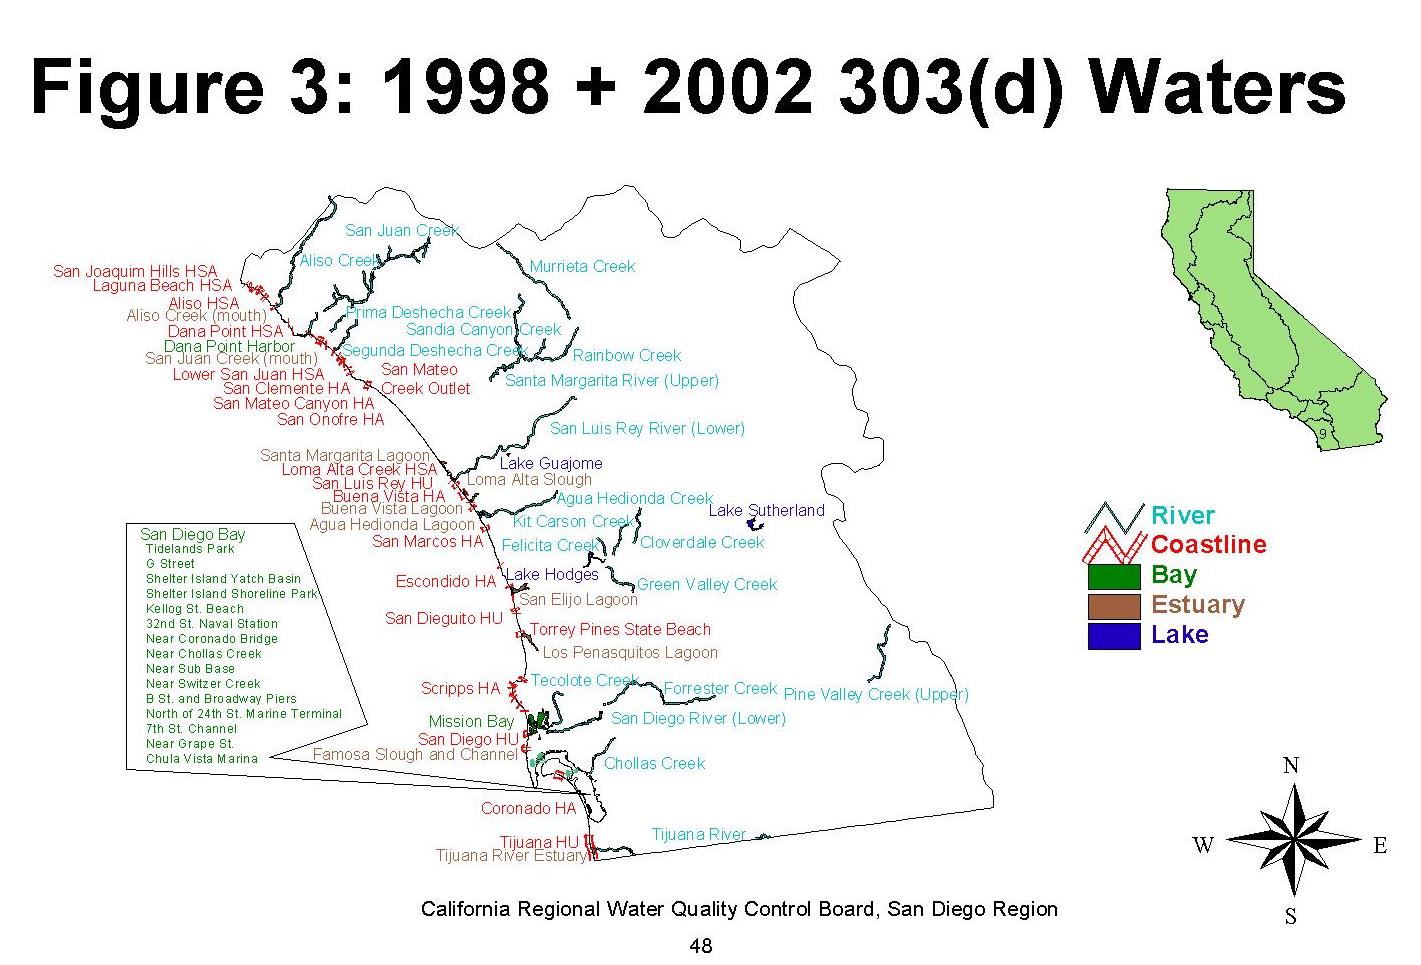 Figure 3: 1998 + 2002 303(d) Waters
San Juan Creek
Aliso Creek
Murrieta Creek
San Joaquim Hills HSA
Laguna Beach HSA
Aliso HSA
Aliso Creek (mouth)
Prima Deshecha Creek
Dana Point HSA
Sandia Canyon Creek
Dana Point Harbor
Segunda Deshecha Creek
Rainbow Creek
San Juan Creek (mouth)
Lower San Juan HSA
San Mateo
Creek Outlet
Santa Margarita River (Upper)
San Clemente HA
San Mateo Canyon HA
San Onofre HA
San Luis Rey River (Lower)
Santa Margarita Lagoon
Lake Guajome
Loma Alta Creek HSA
Loma Alta Slough
San Luis Rey HU
Buena Vista HA
Agua Hedionda Creek
Buena Vista Lagoon
Lake Sutherland
Agua Hedionda Lagoon
Kit Carson Creek
San Marcos HA
Felicita Creek
Cloverdale Creek
Escondido HA
Lake Hodges
Green Valley Creek
San Elijo Lagoon
San Dieguito HU
Torrey Pines State Beach
Los Penasquitos Lagoon
Scripps HA
Tecolote Creek
Forrester Creek
Pine Valley Creek (Upper)
Mission Bay
San Diego River (Lower)
San Diego HU
Famosa Slough and Channel
Chollas Creek
Coronado HA
Tijuana HU
Tijuana River
Tijuana River Estuary
San Diego Bay
Tidelands Park
G Street
Shelter Island Yatch Basin
Shelter Island Shoreline Park
Kellog St. Beach
32nd St. Naval Station
Near Coronado Bridge
Near Chollas Creek
Near Sub Base
Near Switzer Creek
B St. and Broadway Piers
North of 24th St. Marine Terminal
7th St. Channel
Near Grape St.
Chula Vista Marina
9
River
Coastline
Bay
Estuary
Lake
N
W
E
S
California Regional Water Quality Control Board, San Diego Region
48